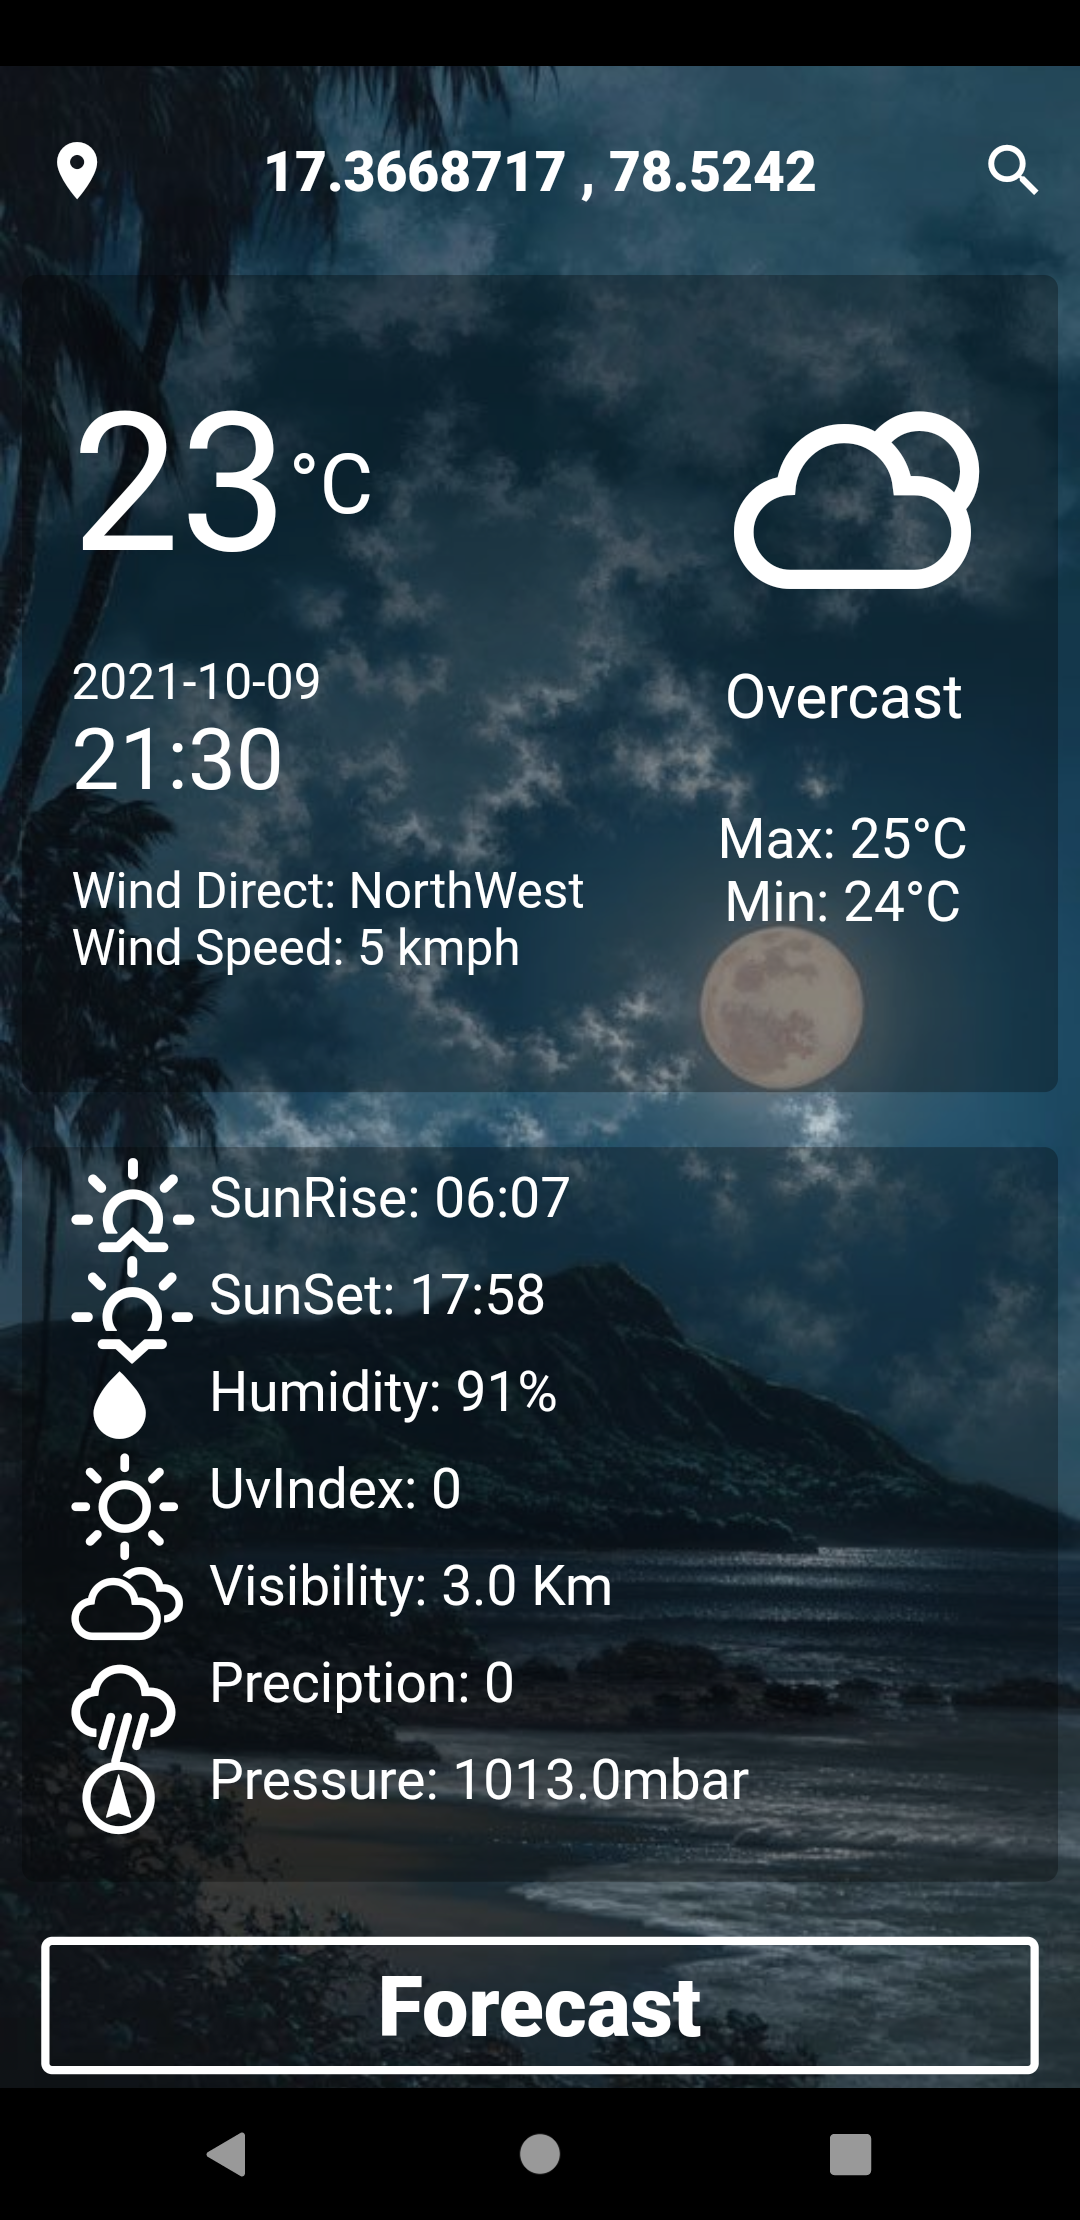 17.3668717 , 78.5242
23°C
2021-10-09
21:30
Overcast
Max: 25°C
Min: 24°C
Wind Direct: NorthWest
Wind Speed: 5 kmph
SunRise: 06:07
SunSet: 17:58
Humidity: 91%
UvIndex: 0
Visibility: 3.0 Km
Preciption: 0
Pressure: 1013.0mbar
Forecast